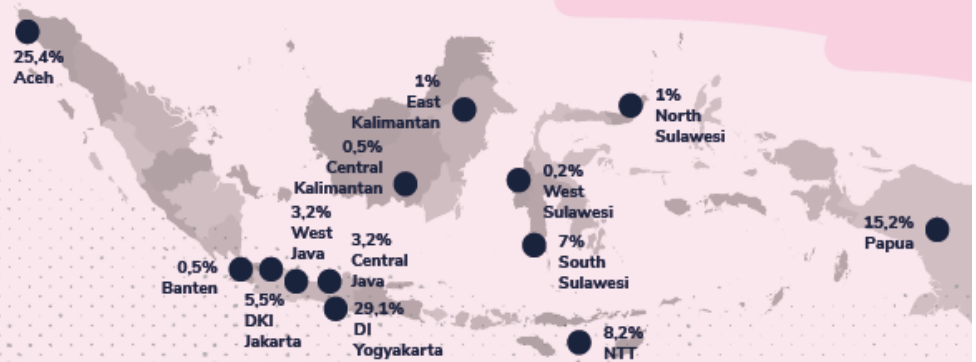 25,4%
Aceh
1%
East
Kalimantan
1%
North
Sulawesi
0,5%
Central
Kalimantan
0,2%
West
Sulawesi
3,2%
West
Java
3,2%
Central
Java
7%
South
Sulawesi
15,2%
Papua
0,5%
Banten
5,5%
DKI
Jakarta
29,1%
DI
Yogyakarta
8,2%
NTT